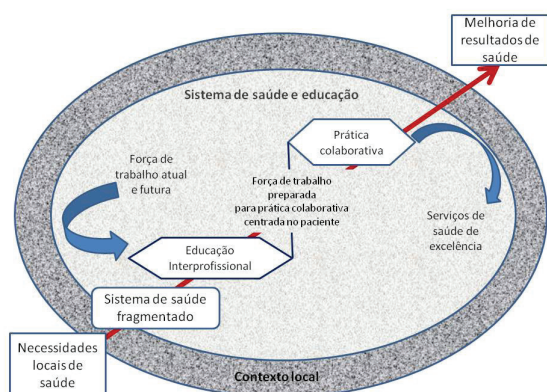 Melhoria de
resultados de
saúde
Sistema de saúde e educação
Prática
colaborativa
Força de
trabalho atual
e futura
Força de trabalho
preparada
para prática colaborativa
centrada no paciente
Serviços de
saúde de
excelência
Educação
Interprofissional
Sistema de saúde
fragmentado
Necessidades
locais de
saúde
Contexto local